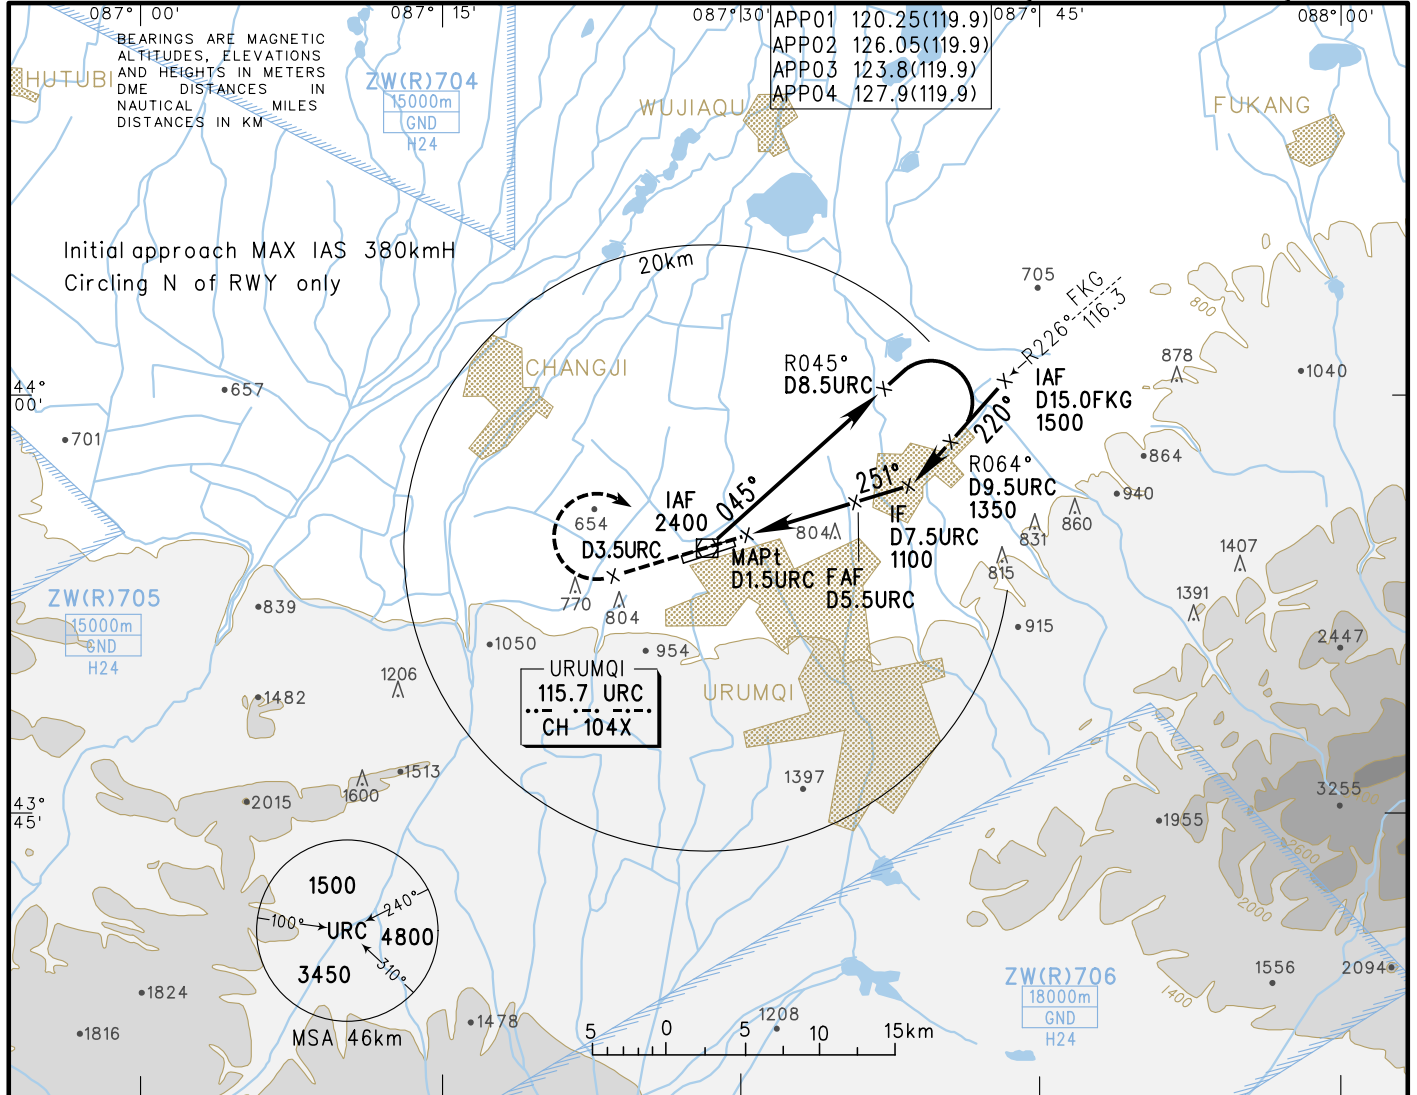 087° 00'
087° 15'
087° 30'
087° 45'
088° 00'
BEARINGS ARE MAGNETIC
ALTITUDES, ELEVATIONS
AND HEIGHTS IN METERS
DME DISTANCES IN
NAUTICAL MILES
DISTANCES IN KM
APP01 120.25(119.9)
APP02 126.05(119.9)
APP03 123.8(119.9)
APP04 127.9(119.9)
HUTUBI
ZW(R)704
15000m
GND
H24
WUJIAQU
FUKANG
Initial approach MAX IAS 380kmH
Circling N of RWY only
20km
705
R226° FKG
116.3
800
878
1040
CHANGJI
R045°
D8.5URC
IAF
D15.0FKG
1500
220°
44°
00'
657
701
R064°
D9.5URC
1350
864
940
860
831
815
251°
045°
IAF
2400
654
D3.5URC
804
IF
D7.5URC
1100
MAPt
D1.5URC
FAF
D5.5URC
770
804
1407
1391
2447
915
ZW(R)705
15000m
GND
H24
839
1050
954
1482
1206
URUMQI
115.7 URC
CH 104X
URUMQI
1513
1600
2015
1397
43°
45'
3255
1955
2600
2000
1400
1500
100°
240°
URC
4800
310°
3450
MSA 46km
1824
1816
1478
1208
5 0 5 10 15km
ZW(R)706
18000m
GND
H24
1556
2094